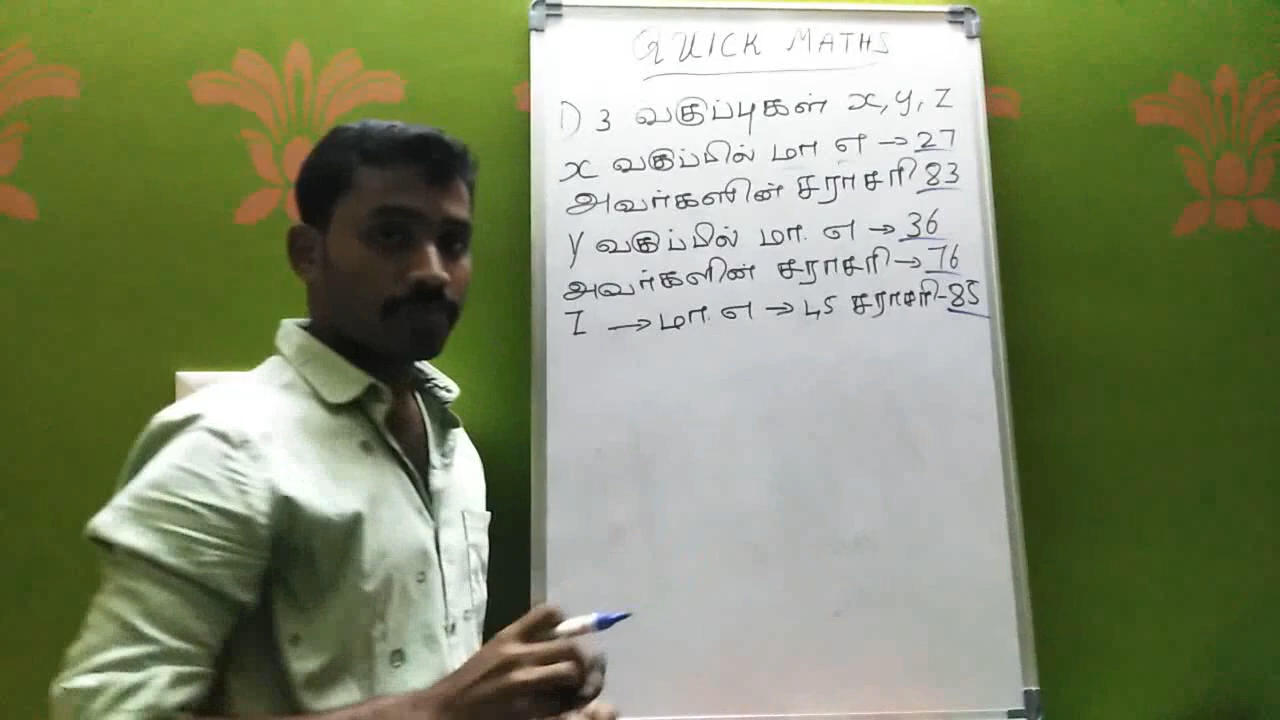 QUICK MATHS
1) 3 வகுப்புகள் x, y, z
x வகுப்பில் மா எ → 27
அவர்களின் சராசரி 83
y வகுப்பில் மா. எ → 36
அவர்களின் சராசரி → 76
z → மா. எ → 45 சராசரி - 85